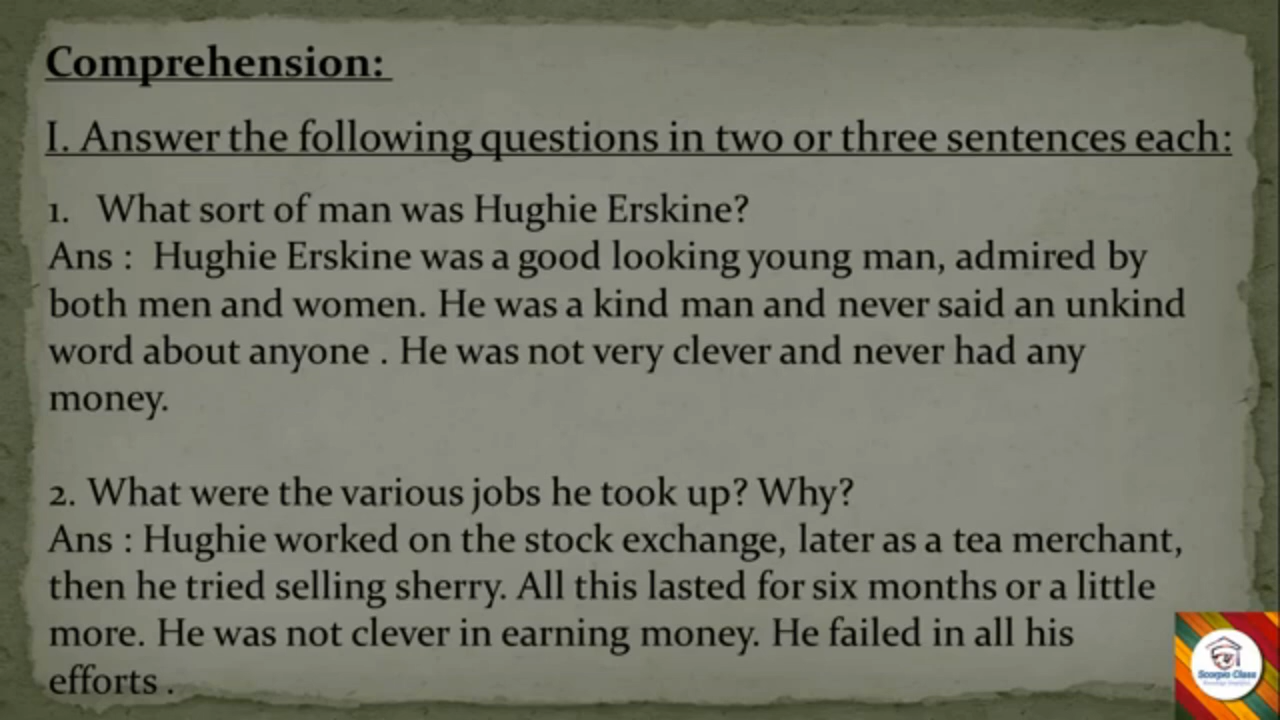 Comprehension:
I. Answer the following questions in two or three sentences each:
1. What sort of man was Hughie Erskine?
Ans : Hughie Erskine was a good looking young man, admired by
both men and women. He was a kind man and never said an unkind
word about anyone . He was not very clever and never had any
money.
2. What were the various jobs he took up? Why?
Ans : Hughie worked on the stock exchange, later as a tea merchant,
then he tried selling sherry. All this lasted for six months or a little
more. He was not clever in earning money. He failed in all his
efforts .
Scorpio Class